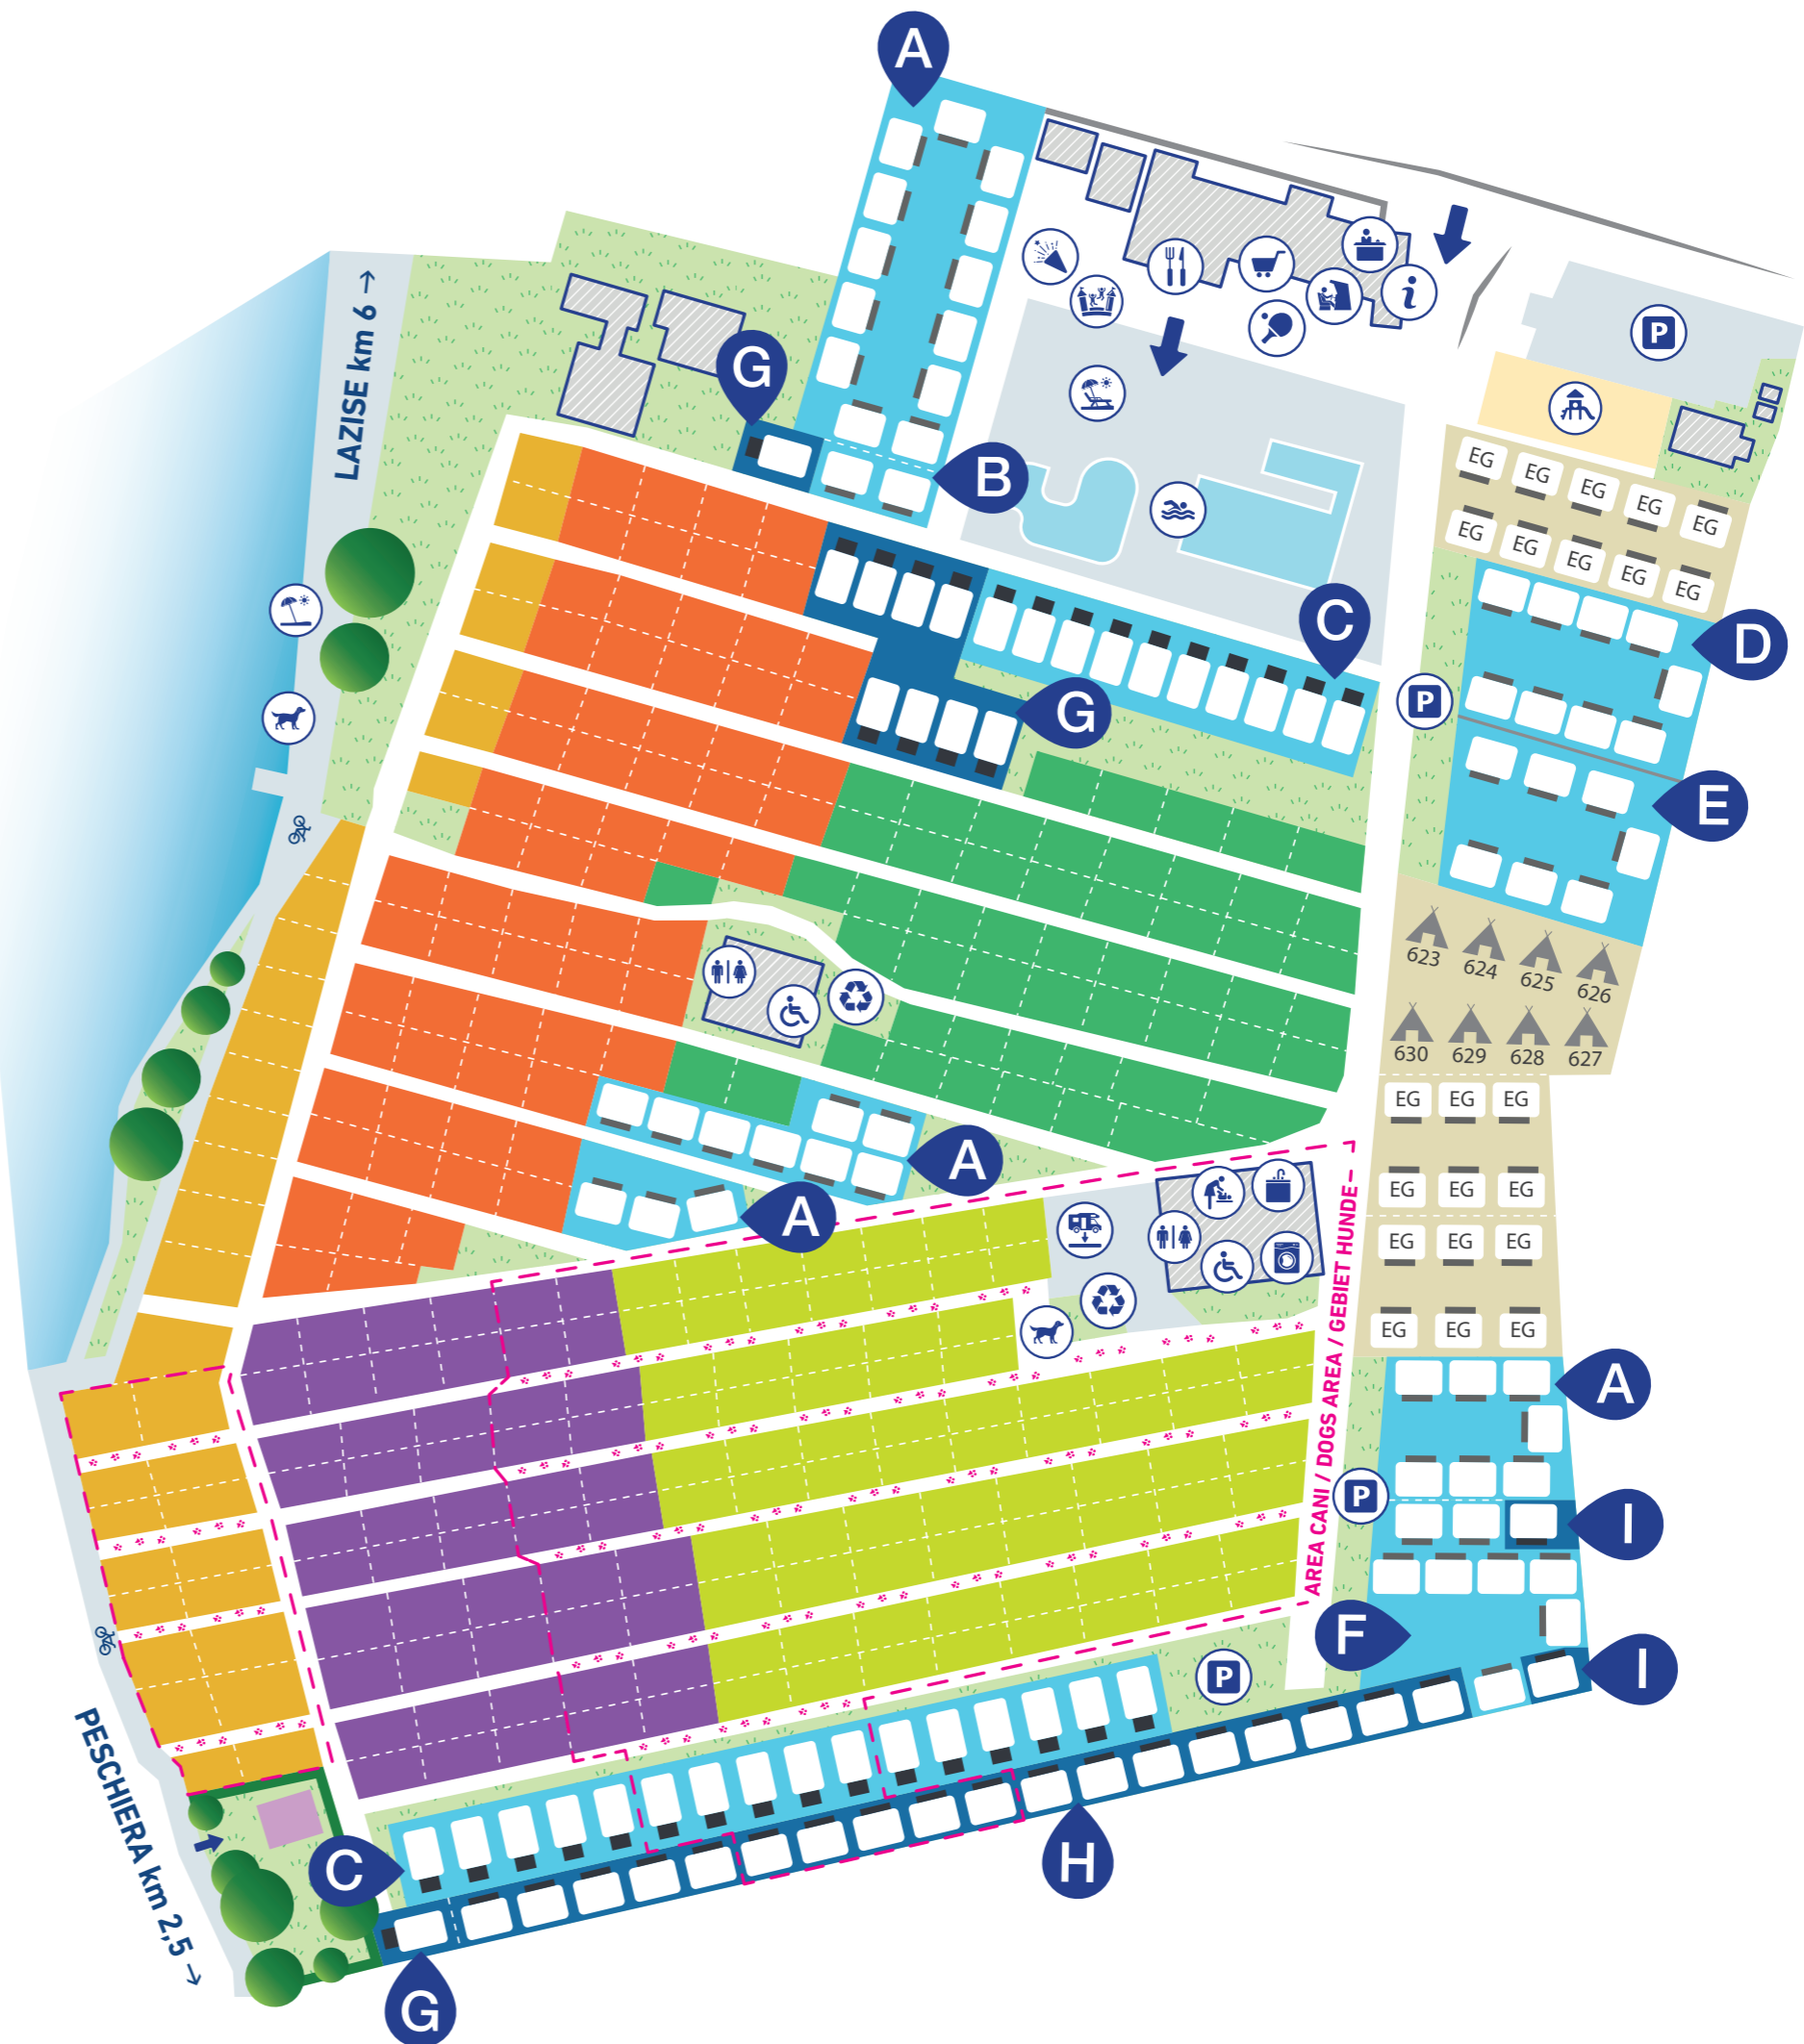 A
LAZISE km 6 →
G
B
P
EG EG EG EG EG
EG EG EG EG EG
C
D
P
G
E
623 624 625 626
630 629 628 627
EG EG EG
A
EG EG EG
A
EG EG EG
EG EG EG
AREA CANI / DOGS AREA / GEBIET HUNDE
A
P
I
F
I
P
PESCHIERA km 2,5 →
C
H
G